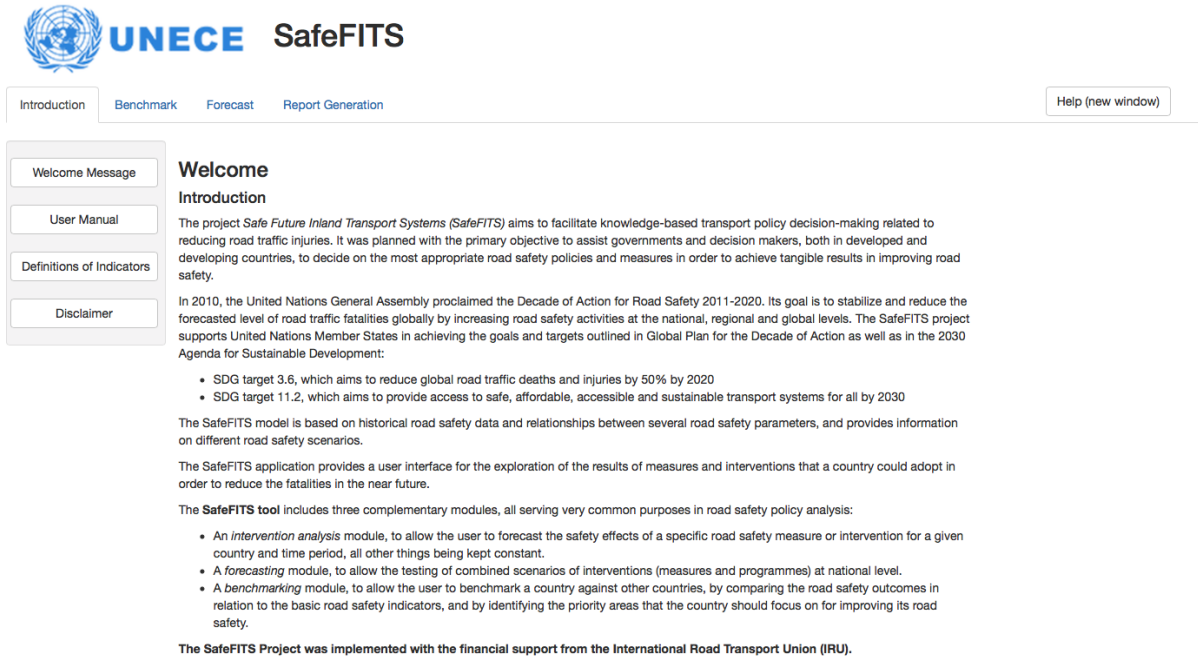 UNECE SafeFITS
Introduction Benchmark Forecast Report Generation Help (new window)
Welcome Message
User Manual
Definitions of Indicators
Disclaimer
Welcome
Introduction
The project Safe Future Inland Transport Systems (SafeFITS) aims to facilitate knowledge-based transport policy decision-making related to
reducing road traffic injuries. It was planned with the primary objective to assist governments and decision makers, both in developed and
developing countries, to decide on the most appropriate road safety policies and measures in order to achieve tangible results in improving road
safety.
In 2010, the United Nations General Assembly proclaimed the Decade of Action for Road Safety 2011-2020. Its goal is to stabilize and reduce the
forecasted level of road traffic fatalities globally by increasing road safety activities at the national, regional and global levels. The SafeFITS project
supports United Nations Member States in achieving the goals and targets outlined in Global Plan for the Decade of Action as well as in the 2030
Agenda for Sustainable Development:
• SDG target 3.6, which aims to reduce global road traffic deaths and injuries by 50% by 2020
• SDG target 11.2, which aims to provide access to safe, affordable, accessible and sustainable transport systems for all by 2030
The SafeFITS model is based on historical road safety data and relationships between several road safety parameters, and provides information
on different road safety scenarios.
The SafeFITS application provides a user interface for the exploration of the results of measures and interventions that a country could adopt in
order to reduce the fatalities in the near future.
The SafeFITS tool includes three complementary modules, all serving very common purposes in road safety policy analysis:
• An intervention analysis module, to allow the user to forecast the safety effects of a specific road safety measure or intervention for a given
country and time period, all other things being kept constant.
• A forecasting module, to allow the testing of combined scenarios of interventions (measures and programmes) at national level.
• A benchmarking module, to allow the user to benchmark a country against other countries, by comparing the road safety outcomes in
relation to the basic road safety indicators, and by identifying the priority areas that the country should focus on for improving its road
safety.
The SafeFITS Project was implemented with the financial support from the International Road Transport Union (IRU).